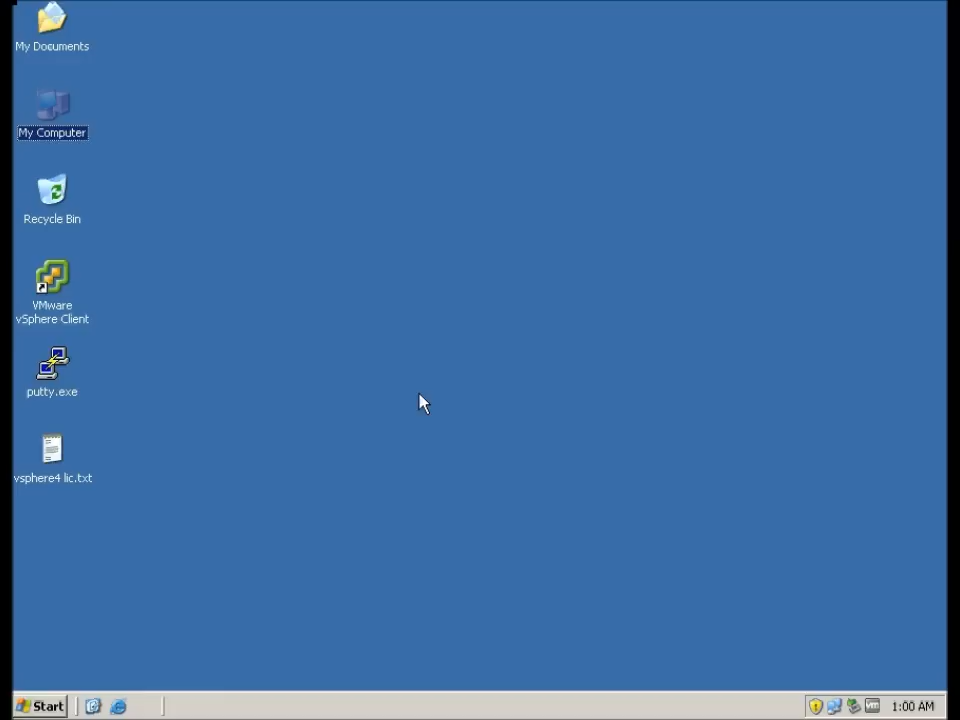 My Documents
My Computer
Recycle Bin
VMware
vSphere Client
putty.exe
vsphere4 lic.txt
Start
1:00 AM